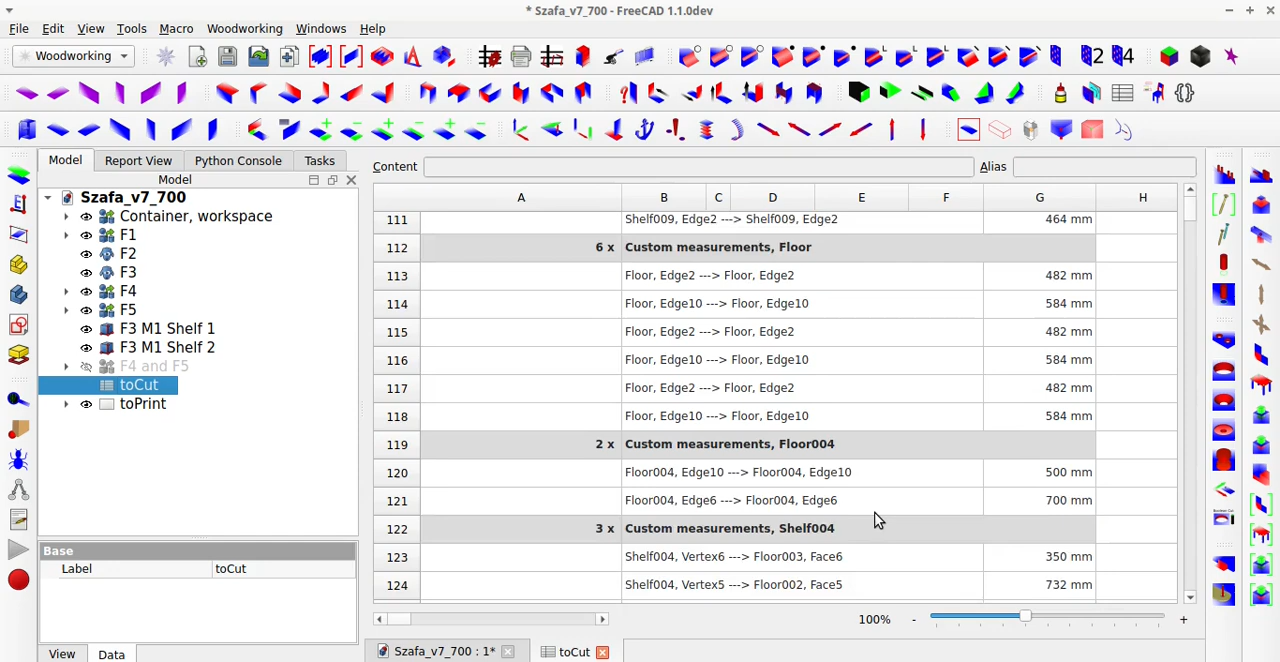 * Szafa_v7_700 - FreeCAD 1.1.0dev
File Edit View Tools Macro Woodworking Windows Help
Woodworking
2 4
Model Report View Python Console Tasks
Model
Szafa_v7_700
Container, workspace
F1
F2
F3
F4
F5
F3 M1 Shelf 1
F3 M1 Shelf 2
F4 and F5
toCut
toPrint
Base
Label toCut
View Data
Content Alias
A B C D E F G H
111 Shelf009, Edge2 ---> Shelf009, Edge2 464 mm
112 6 x Custom measurements, Floor
113 Floor, Edge2 ---> Floor, Edge2 482 mm
114 Floor, Edge10 ---> Floor, Edge10 584 mm
115 Floor, Edge2 ---> Floor, Edge2 482 mm
116 Floor, Edge10 ---> Floor, Edge10 584 mm
117 Floor, Edge2 ---> Floor, Edge2 482 mm
118 Floor, Edge10 ---> Floor, Edge10 584 mm
119 2 x Custom measurements, Floor004
120 Floor004, Edge10 ---> Floor004, Edge10 500 mm
121 Floor004, Edge6 ---> Floor004, Edge6 700 mm
122 3 x Custom measurements, Shelf004
123 Shelf004, Vertex6 ---> Floor003, Face6 350 mm
124 Shelf004, Vertex5 ---> Floor002, Face5 732 mm
100% - +
Szafa_v7_700 : 1* toCut